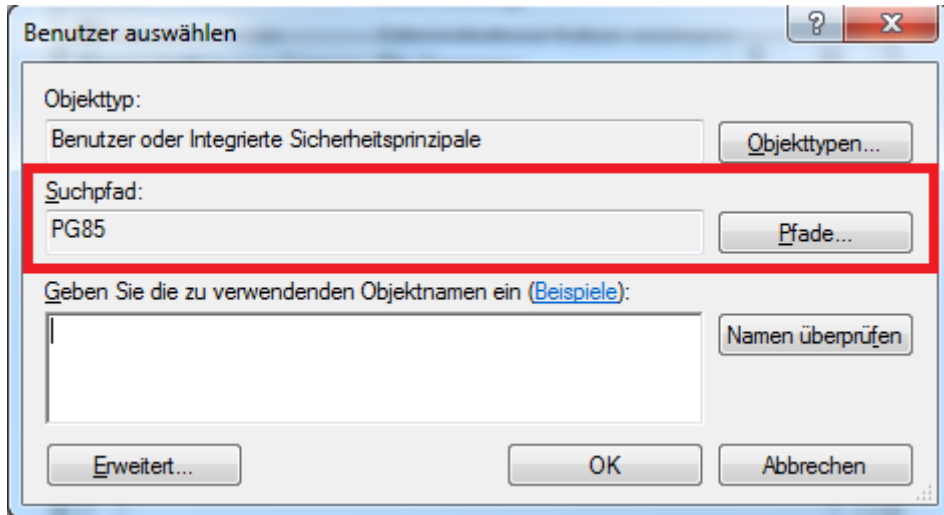 Benutzer auswählen
Objekttyp:
Benutzer oder Integrierte Sicherheitsprinzipale
Objekttypen...
Suchpfad:
PG85
Pfade...
Geben Sie die zu verwendenden Objektnamen ein (Beispiele):
Namen überprüfen
Erweitert...
OK
Abbrechen